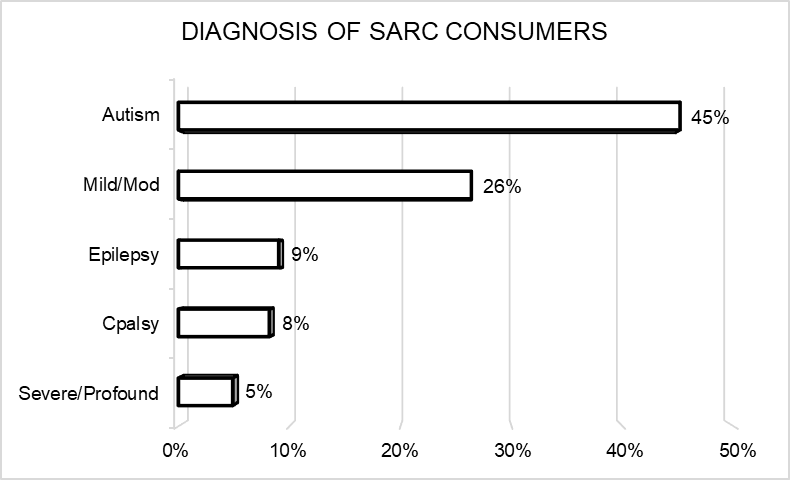 DIAGNOSIS OF SARC CONSUMERS
Autism 45%
Mild/Mod 26%
Epilepsy 9%
Cpalsy 8%
Severe/Profound 5%
0% 10% 20% 30% 40% 50%